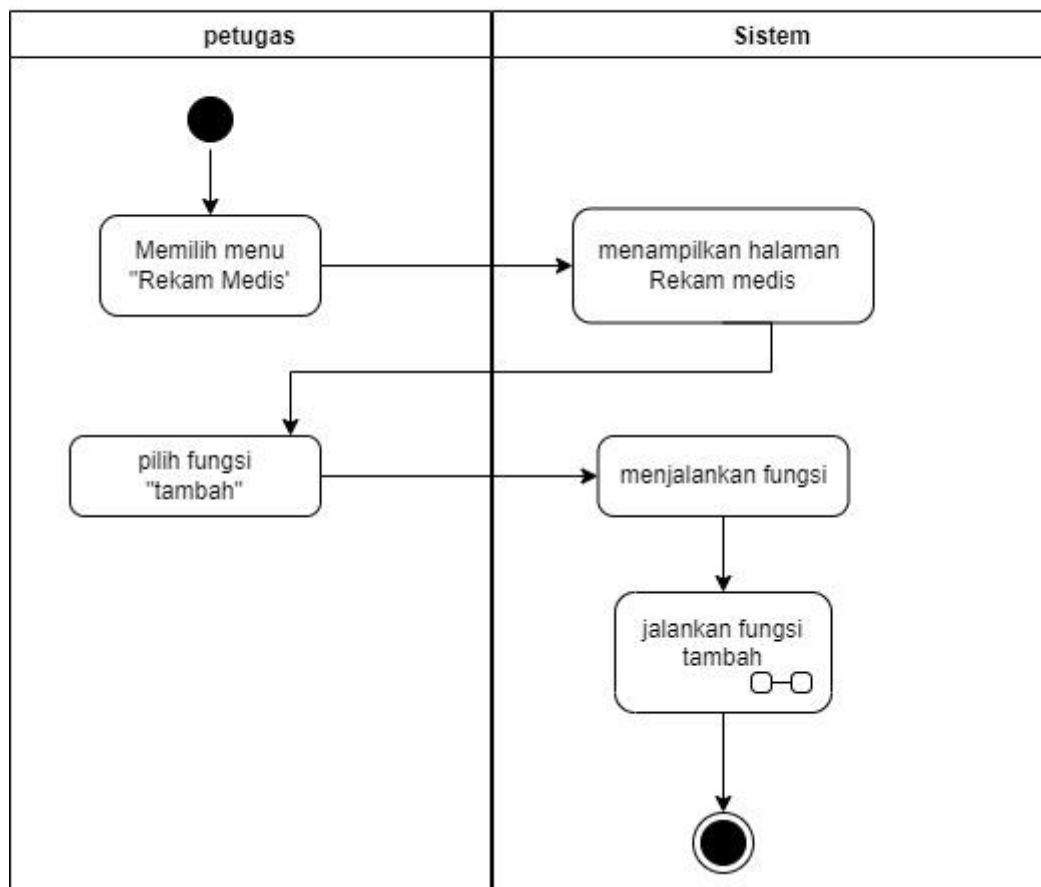 petugas
Sistem
Memilih menu
"Rekam Medis'
menampilkan halaman
Rekam medis
pilih fungsi
"tambah"
menjalankan fungsi
jalankan fungsi
tambah